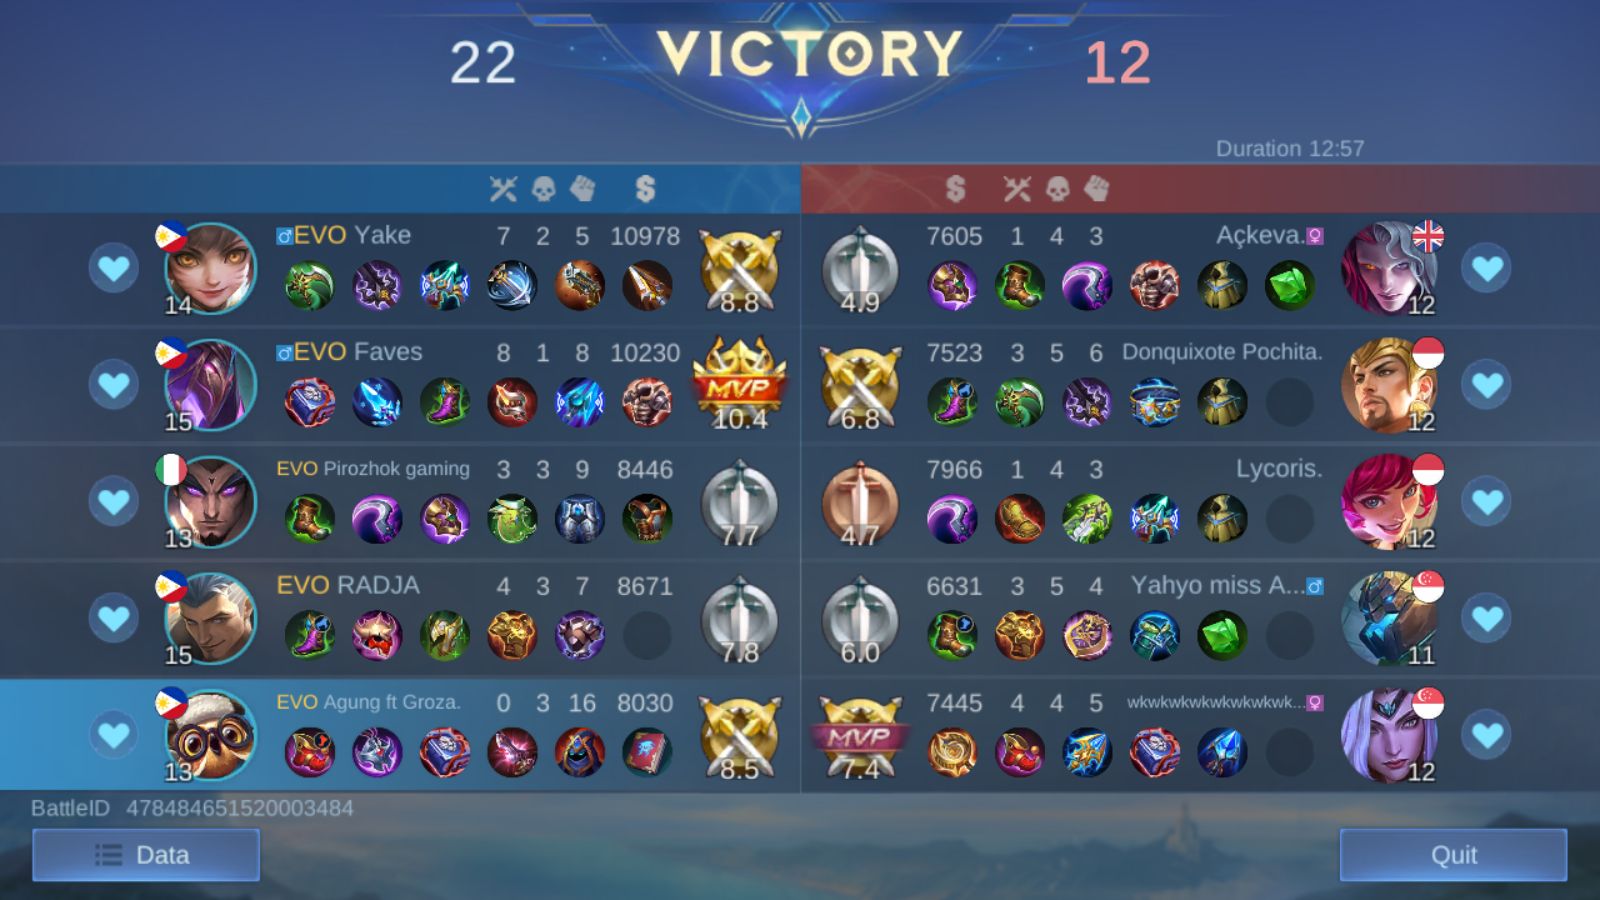 22 VICTORY 12
Duration 12:57
EVO Yake 7 2 5 10978
14 8.8
4.9 7605 1 4 3 Açkeva.
12
EVO Faves 8 1 8 10230
15 MVP 10.4
6.8 7523 3 5 6 Donquixote Pochita.
12
EVO Pirozhok gaming 3 3 9 8446
13 7.7
4.7 7966 1 4 3 Lycoris.
12
EVO RADJA 4 3 7 8671
15 7.8
6.0 6631 3 5 4 Yahyo miss A...
11
EVO Agung ft Groza. 0 3 16 8030
13 8.5
MVP 7.4 7445 4 4 5 wkwkwkwkwkwkwkwk...
12
BattleID 478484651520003484
Data
Quit